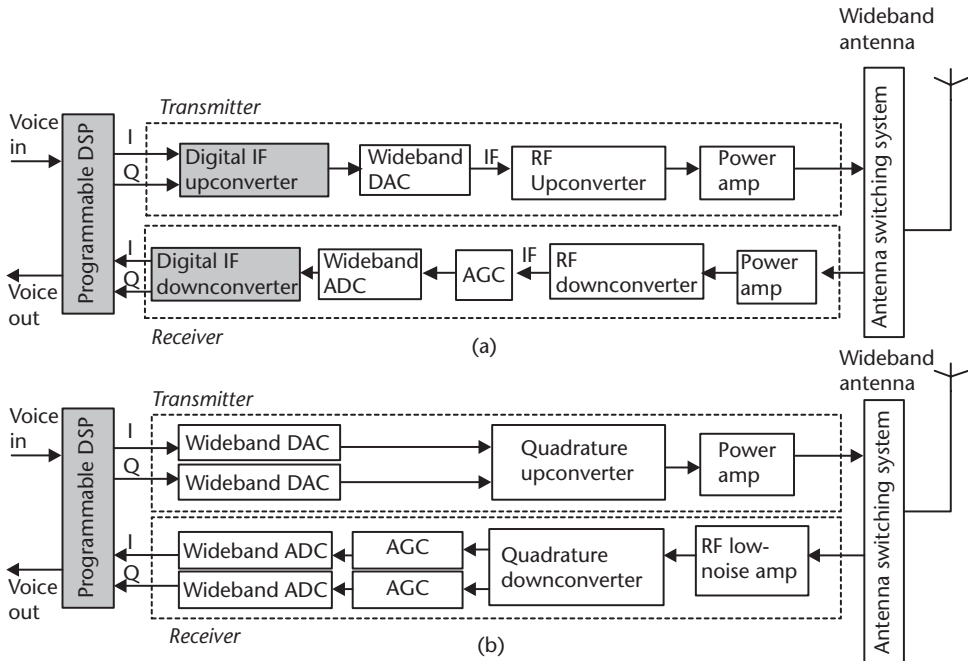 Wideband
antenna
Transmitter
Voice
in
Programmable DSP
I
Q
Digital IF
upconverter
Wideband
DAC
IF
RF
Upconverter
Power
amp
Antenna switching system
I
Q
Digital IF
downconverter
Wideband
ADC
AGC
IF
RF
downconverter
Power
amp
Voice
out
Receiver
(a)
Wideband
antenna
Transmitter
Voice
in
Programmable DSP
I
Q
Wideband DAC
Wideband DAC
Quadrature
upconverter
Power
amp
Antenna switching system
I
Q
Wideband ADC
Wideband ADC
AGC
AGC
Quadrature
downconverter
RF low-
noise amp
Voice
out
Receiver
(b)